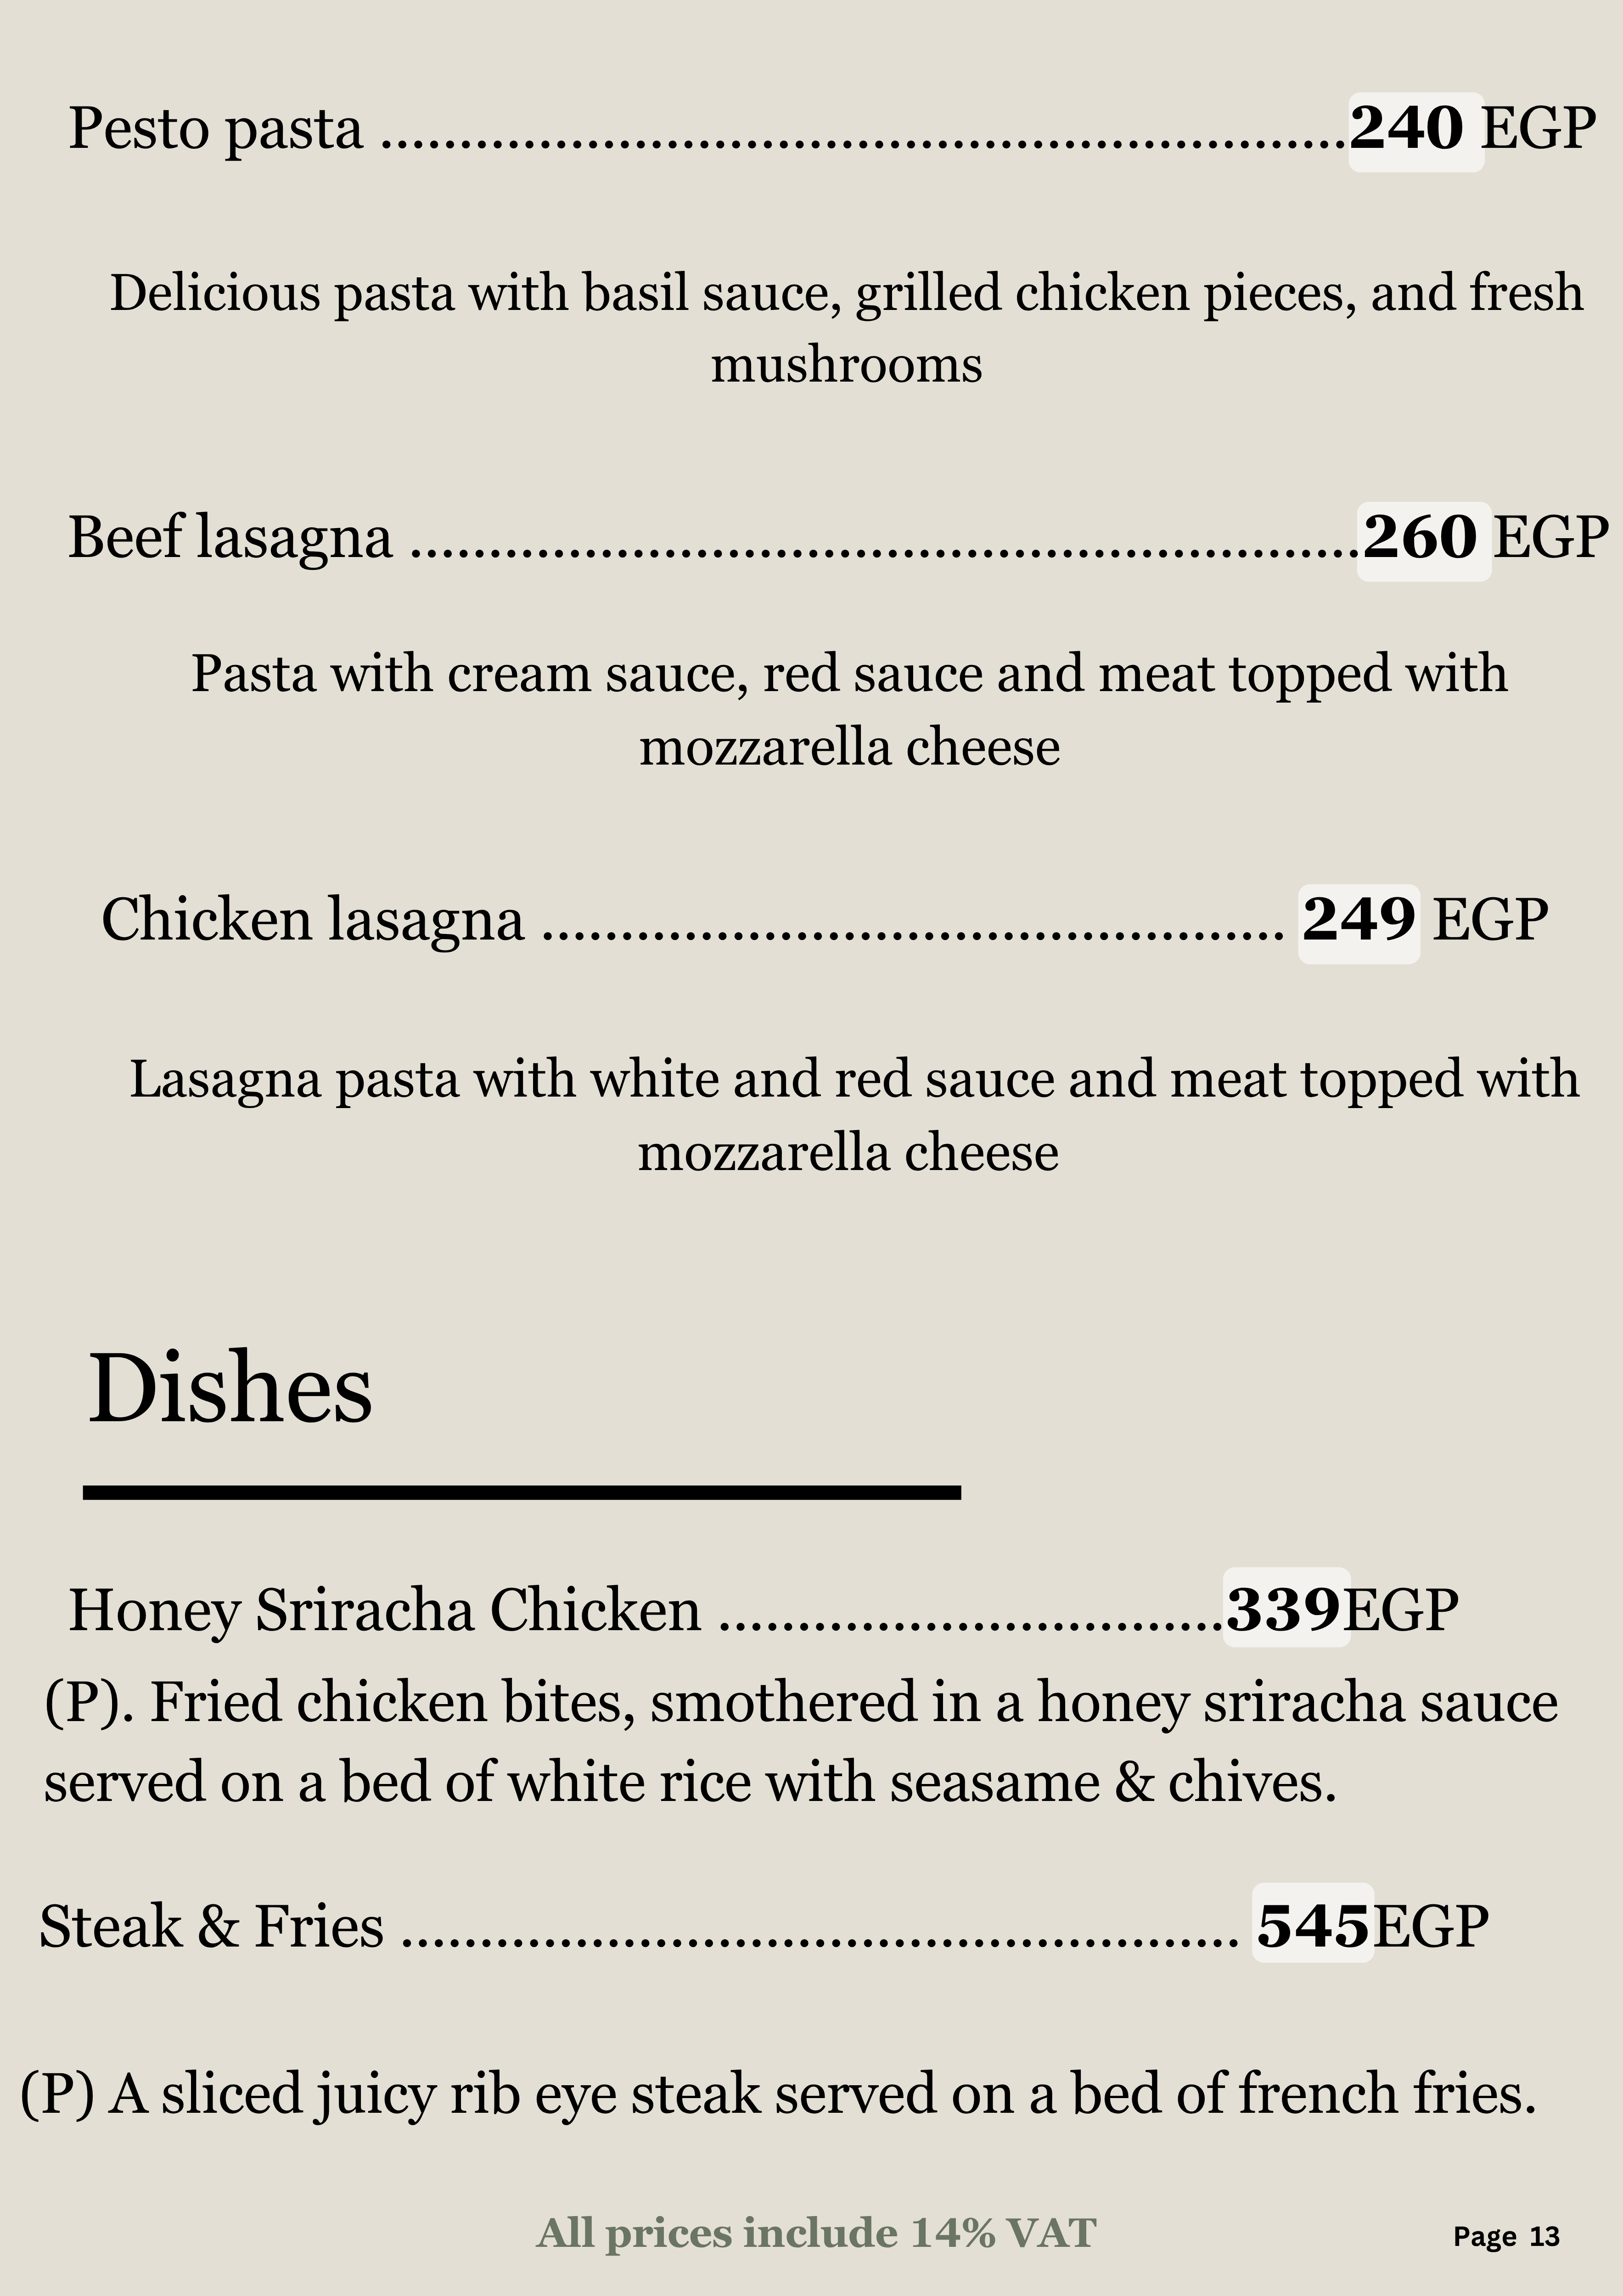 Pesto pasta .............................................................240 EGP
Delicious pasta with basil sauce, grilled chicken pieces, and fresh
mushrooms
Beef lasagna ............................................................260 EGP
Pasta with cream sauce, red sauce and meat topped with
mozzarella cheese
Chicken lasagna ............................................... 249 EGP
Lasagna pasta with white and red sauce and meat topped with
mozzarella cheese
Dishes
Honey Sriracha Chicken ................................339EGP
(P). Fried chicken bites, smothered in a honey sriracha sauce
served on a bed of white rice with seasame & chives.
Steak & Fries ..................................................... 545EGP
(P) A sliced juicy rib eye steak served on a bed of french fries.
All prices include 14% VAT
Page 13